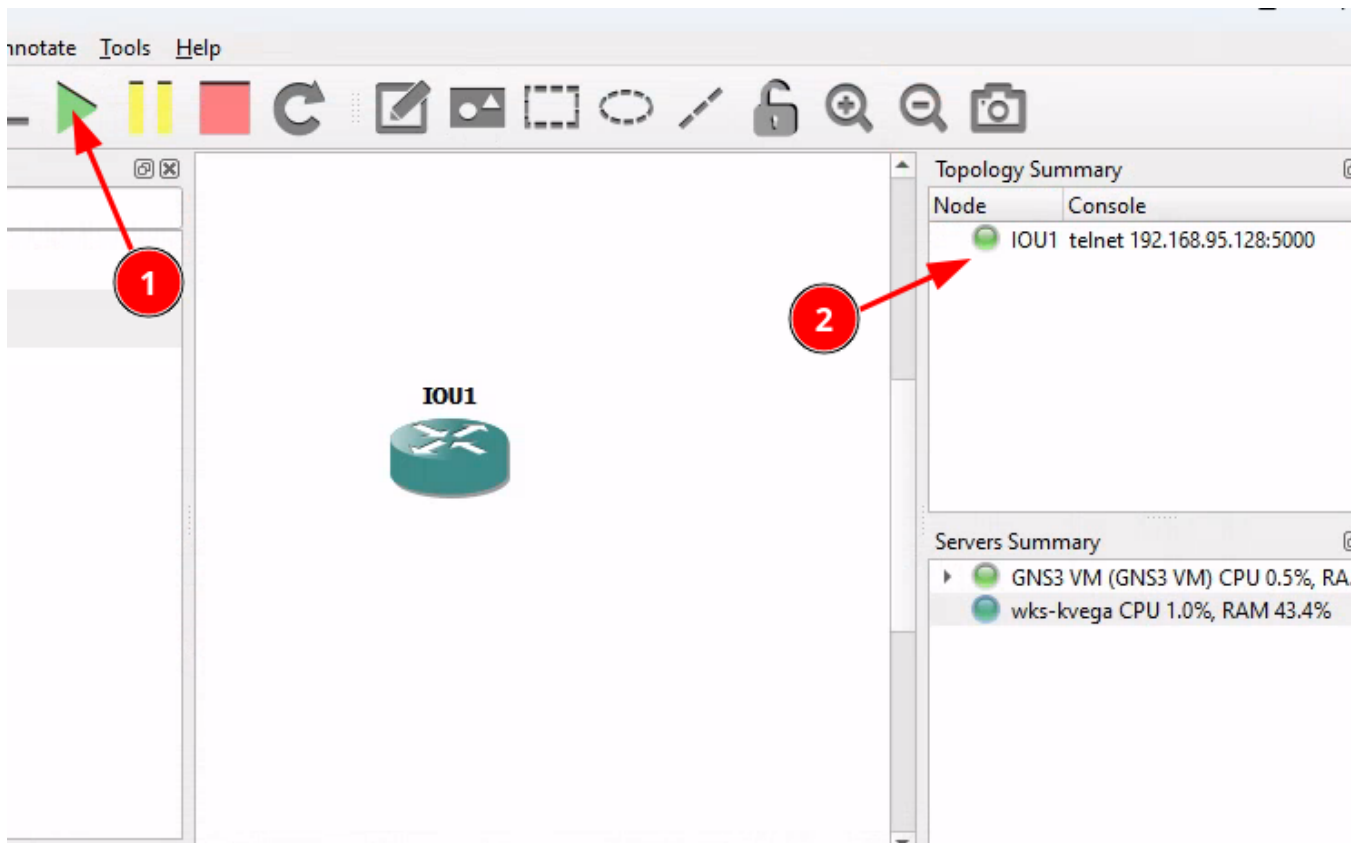 nnotate Tools Help
1
Topology Summary
Node Console
IOU1 telnet 192.168.95.128:5000
2
IOU1
Servers Summary
GNS3 VM (GNS3 VM) CPU 0.5%, RA
wks-kvega CPU 1.0%, RAM 43.4%